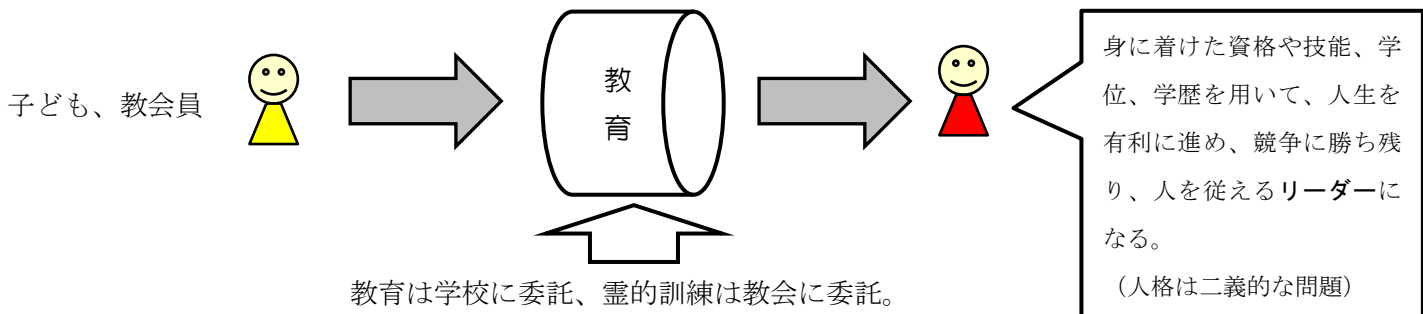 子ども、教会員
教
育
身に着けた資格や技能、学
位、学歴を用いて、人生を
有利に進め、競争に勝ち残
り、人を従えるリーダーに
なる。
（人格は二義的な問題）
教育は学校に委託、霊的訓練は教会に委託。